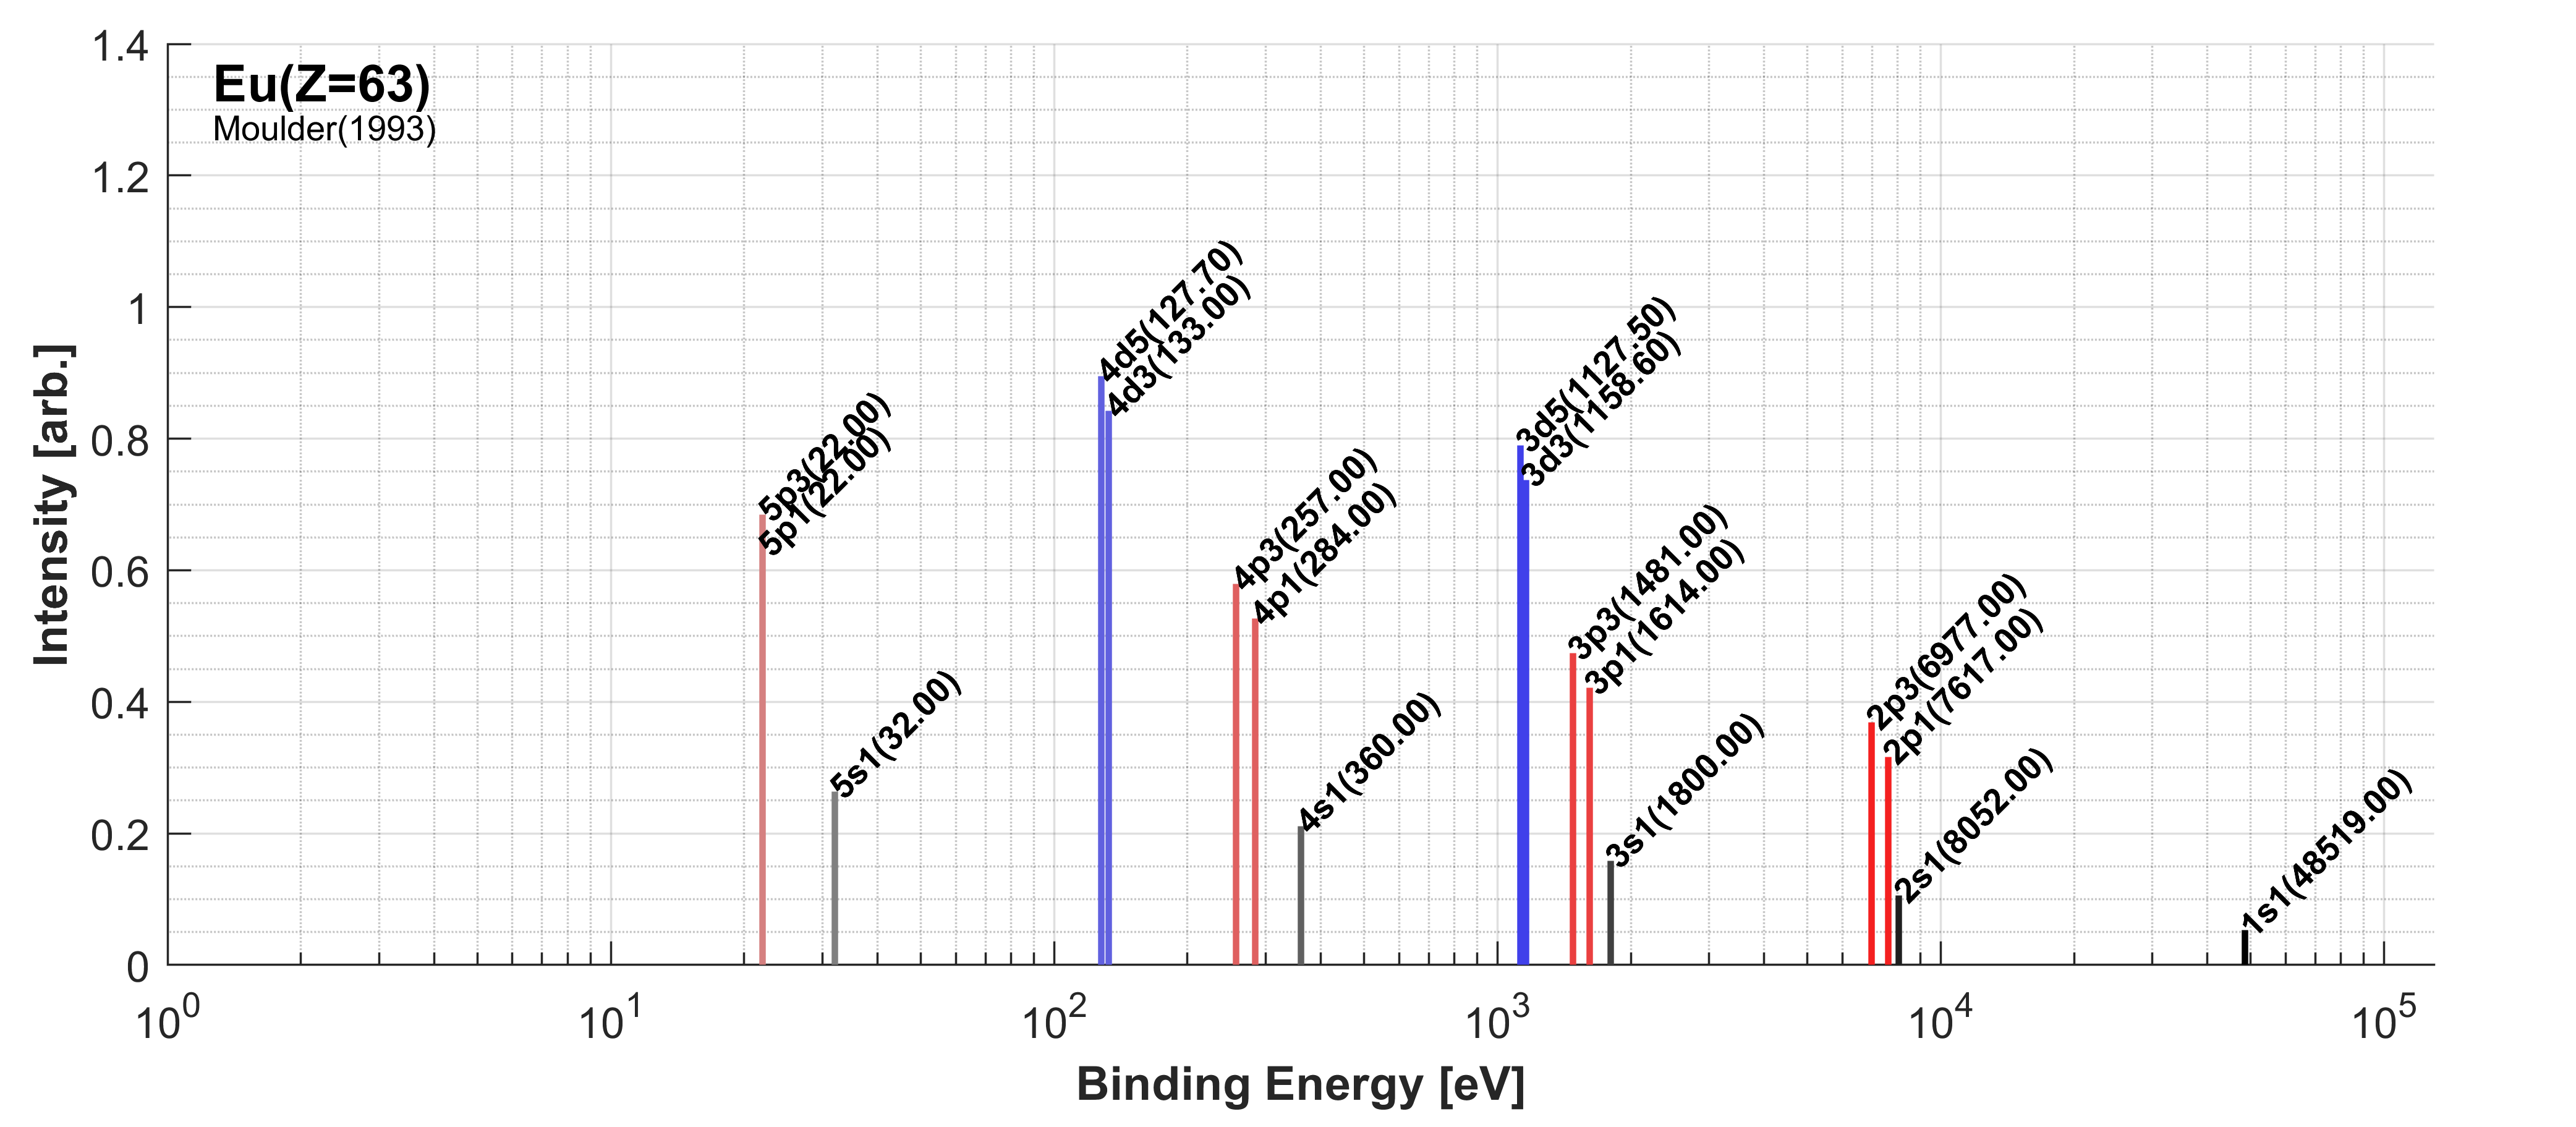 Eu(Z=63)
Moulder(1993)
Intensity [arb.]
1.4
1.2
1
0.8
0.6
0.4
0.2
0
5p3(22.00)
5p1(22.00)
5s1(32.00)
4d5(127.70)
4d3(133.00)
4p3(257.00)
4p1(284.00)
4s1(360.00)
3d5(1127.50)
3d3(1158.60)
3p3(1481.00)
3p1(1614.00)
3s1(1800.00)
2p3(6977.00)
2p1(7617.00)
2s1(8052.00)
1s1(48519.00)
10^0 10^1 10^2 10^3 10^4 10^5
Binding Energy [eV]